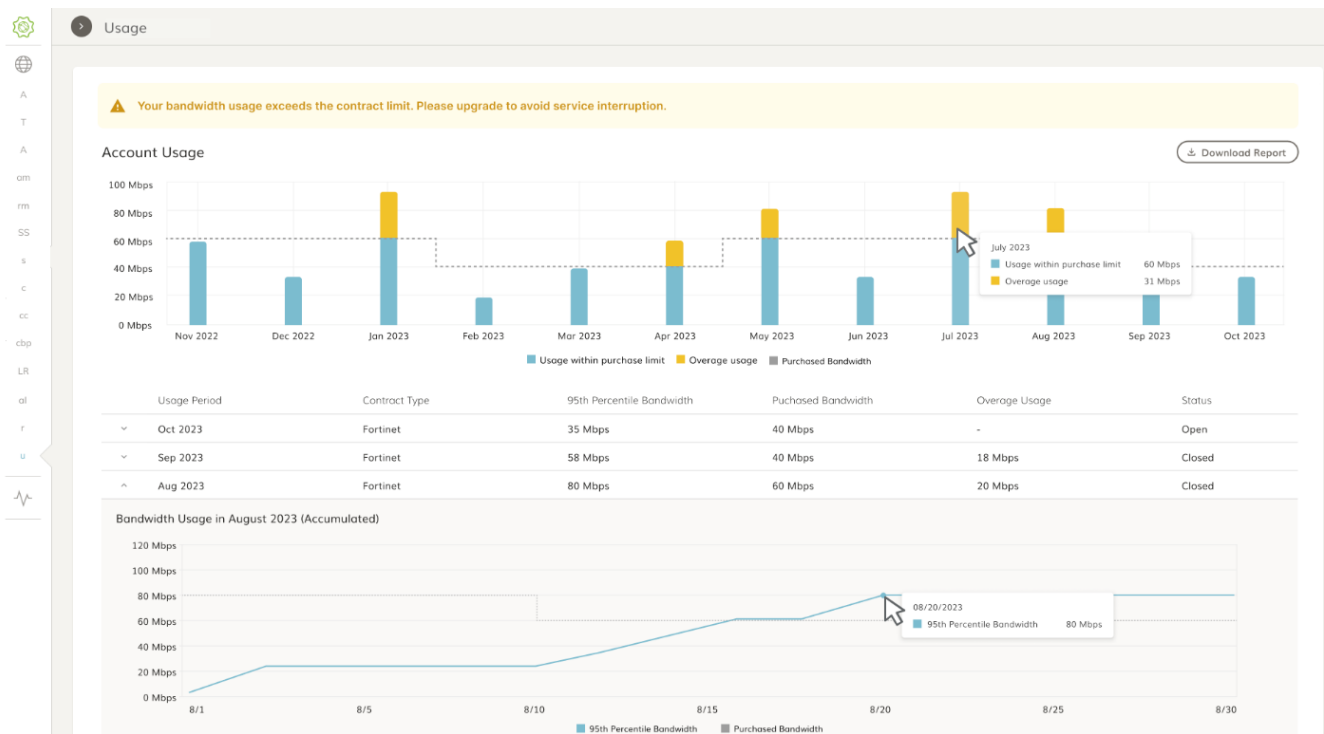 Usage
A
T
A
am
rm
SS
s
c
cc
cbp
LR
al
r
u
Your bandwidth usage exceeds the contract limit. Please upgrade to avoid service interruption.
Account Usage
Download Report
100 Mbps
80 Mbps
60 Mbps
40 Mbps
20 Mbps
0 Mbps
July 2023
Usage within purchase limit 60 Mbps
Overage usage 31 Mbps
Nov 2022 Dec 2022 Jan 2023 Feb 2023 Mar 2023 Apr 2023 May 2023 Jun 2023 Jul 2023 Aug 2023 Sep 2023 Oct 2023
Usage within purchase limit Overage usage Purchased Bandwidth
Usage Period Contract Type 95th Percentile Bandwidth Puchased Bandwidth Overage Usage Status
Oct 2023 Fortinet 35 Mbps 40 Mbps - Open
Sep 2023 Fortinet 58 Mbps 40 Mbps 18 Mbps Closed
Aug 2023 Fortinet 80 Mbps 60 Mbps 20 Mbps Closed
Bandwidth Usage in August 2023 (Accumulated)
120 Mbps
100 Mbps
80 Mbps
60 Mbps
40 Mbps
20 Mbps
0 Mbps
08/20/2023
95th Percentile Bandwidth 80 Mbps
8/1 8/5 8/10 8/15 8/20 8/25 8/30
95th Percentile Bandwidth Purchased Bandwidth